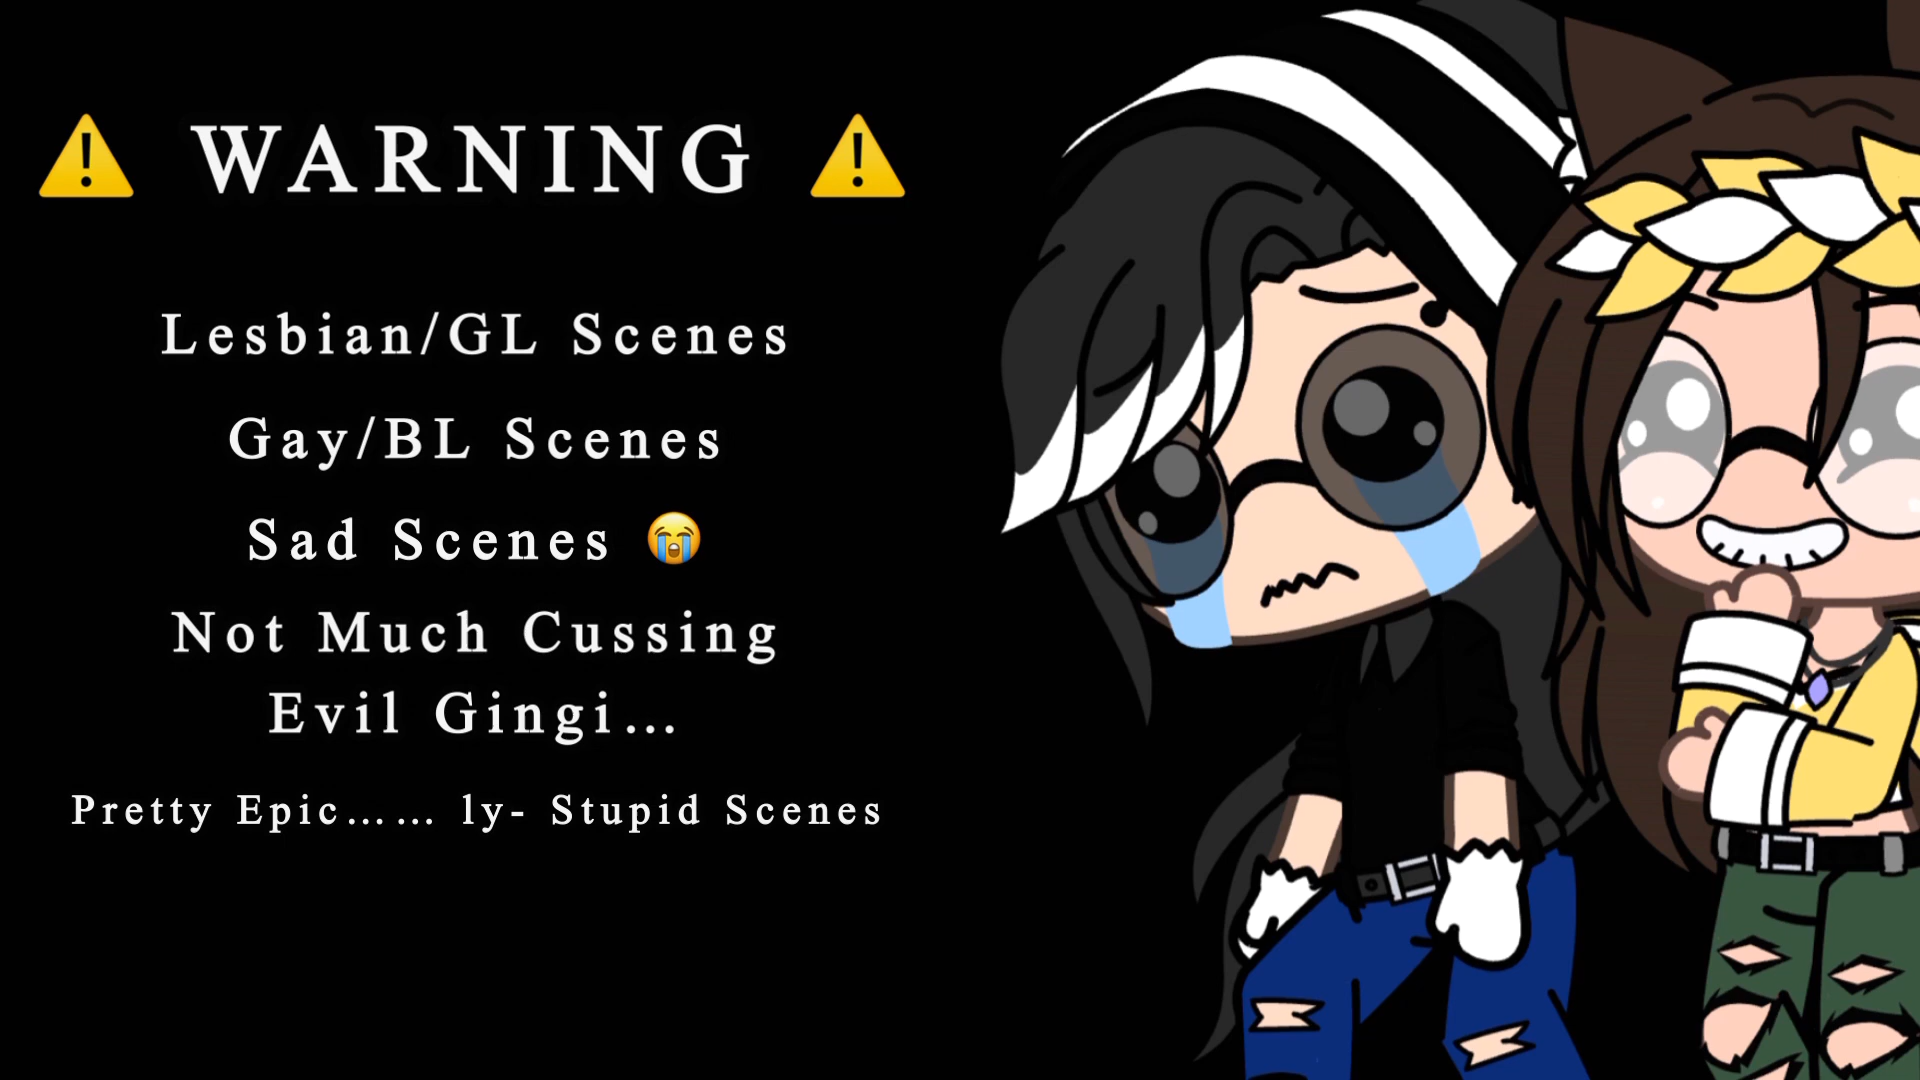 ⚠️ WARNING ⚠️
Lesbian/GL Scenes
Gay/BL Scenes
Sad Scenes 😭
Not Much Cussing
Evil Gingi...
Pretty Epic...... ly- Stupid Scenes